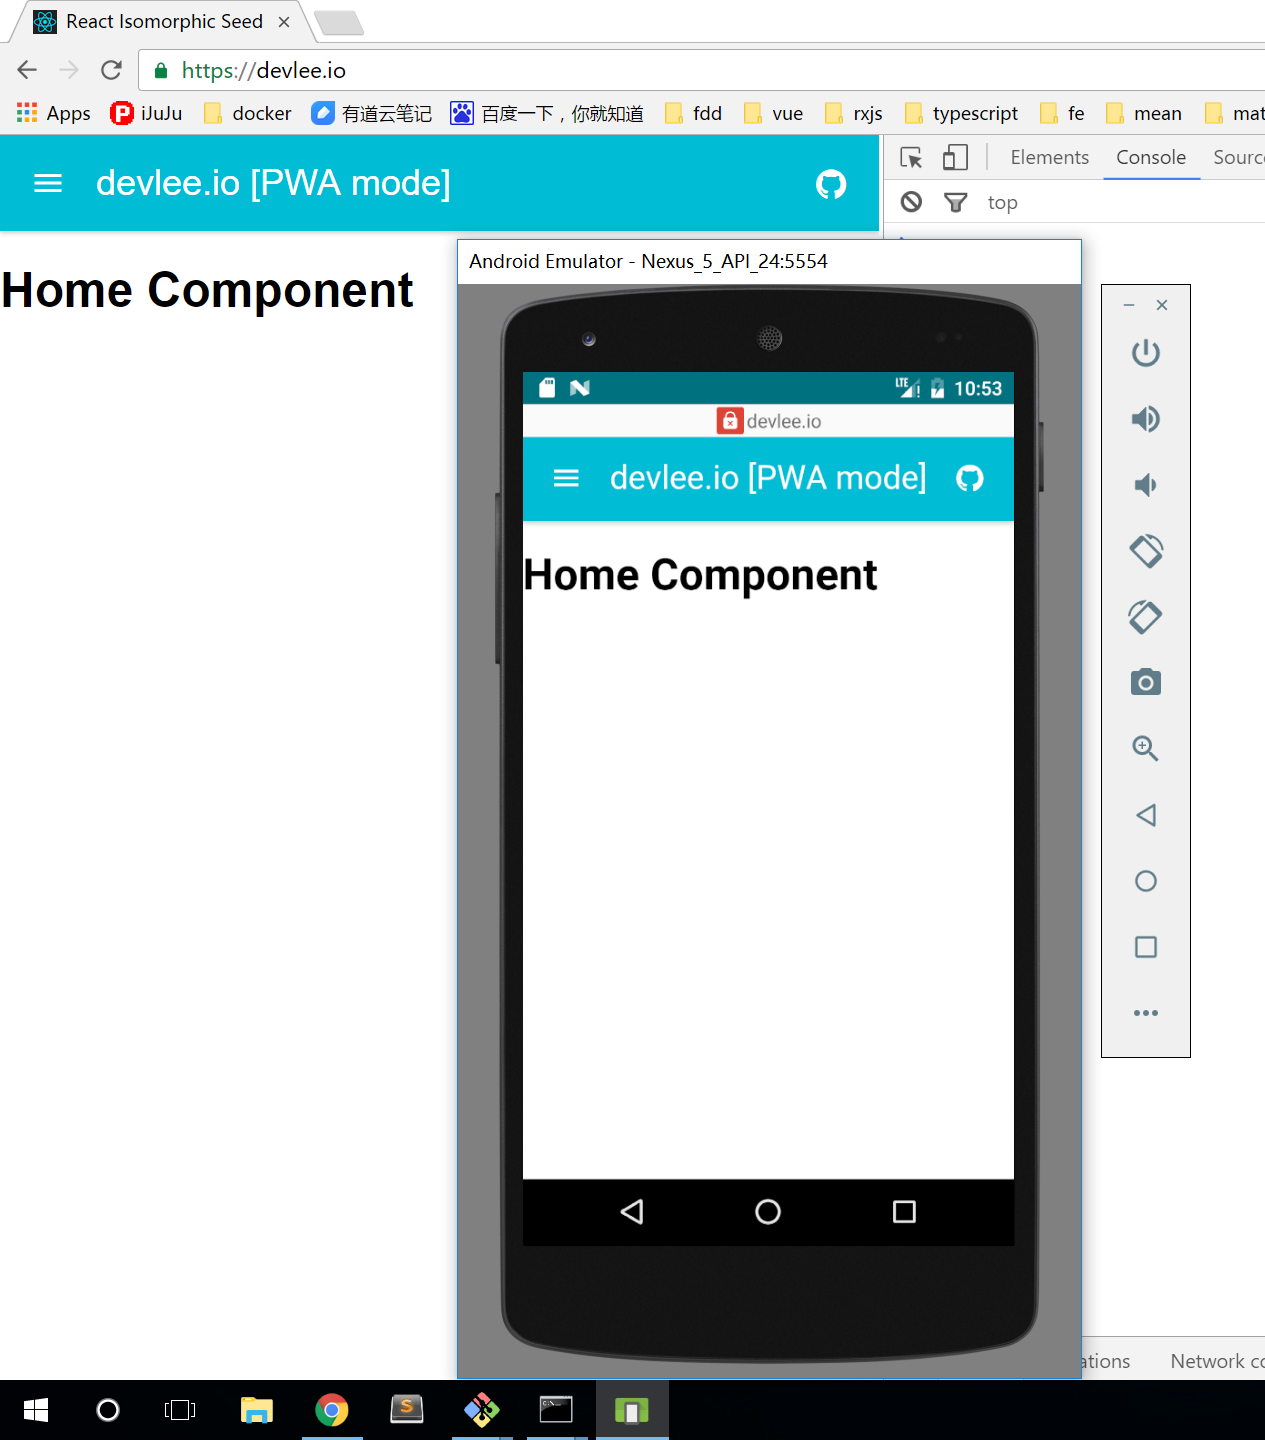 React Isomorphic Seed
https://devlee.io
Apps iJuJu docker 有道云笔记 百度一下，你就知道 fdd vue rxjs typescript fe mean mat
devlee.io [PWA mode]
Elements Console Sourc
top
Home Component
Android Emulator - Nexus_5_API_24:5554
LTE 10:53
devlee.io
devlee.io [PWA mode]
Home Component
ations Network co